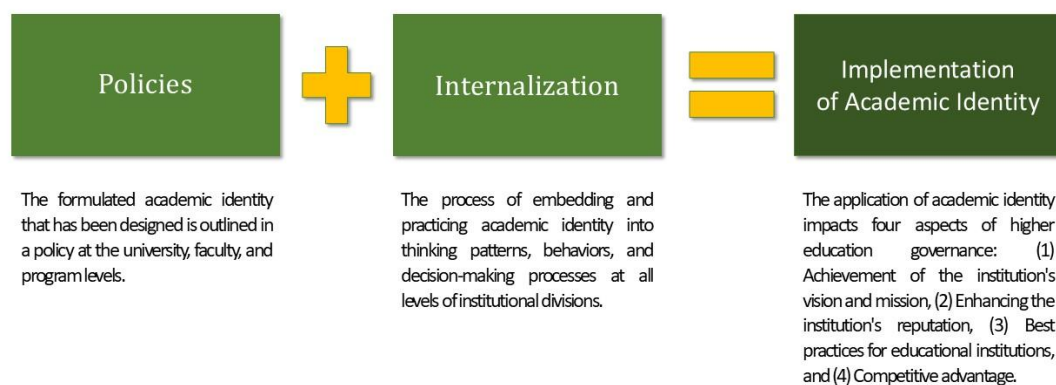 Policies
Internalization
Implementation
of Academic Identity
The formulated academic identity
that has been designed is outlined in
a policy at the university, faculty, and
program levels.
The process of embedding and
practicing academic identity into
thinking patterns, behaviors, and
decision-making processes at all
levels of institutional divisions.
The application of academic identity
impacts four aspects of higher
education governance: (1)
Achievement of the institution's
vision and mission, (2) Enhancing the
institution's reputation, (3) Best
practices for educational institutions,
and (4) Competitive advantage.